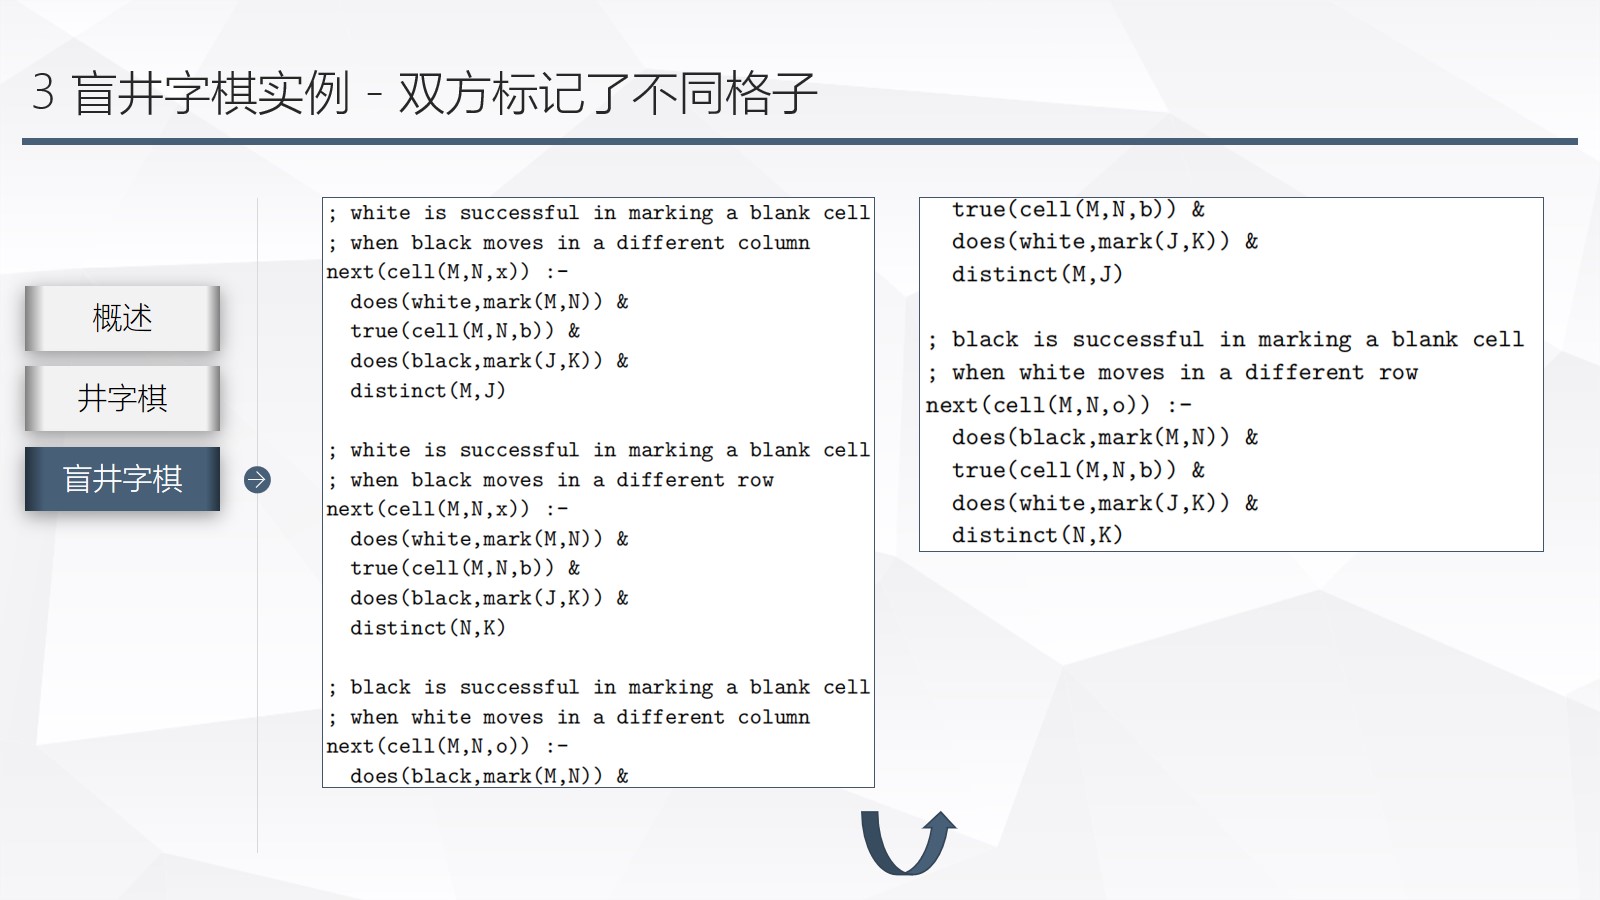 3 盲井字棋实例 - 双方标记了不同格子
概述
井字棋
盲井字棋
; white is successful in marking a blank cell
; when black moves in a different column
next(cell(M,N,x)) :-
does(white,mark(M,N)) &
true(cell(M,N,b)) &
does(black,mark(J,K)) &
distinct(M,J)
; white is successful in marking a blank cell
; when black moves in a different row
next(cell(M,N,x)) :-
does(white,mark(M,N)) &
true(cell(M,N,b)) &
does(black,mark(J,K)) &
distinct(N,K)
; black is successful in marking a blank cell
; when white moves in a different column
next(cell(M,N,o)) :-
does(black,mark(M,N)) &
true(cell(M,N,b)) &
does(white,mark(J,K)) &
distinct(M,J)
; black is successful in marking a blank cell
; when white moves in a different row
next(cell(M,N,o)) :-
does(black,mark(M,N)) &
true(cell(M,N,b)) &
does(white,mark(J,K)) &
distinct(N,K)